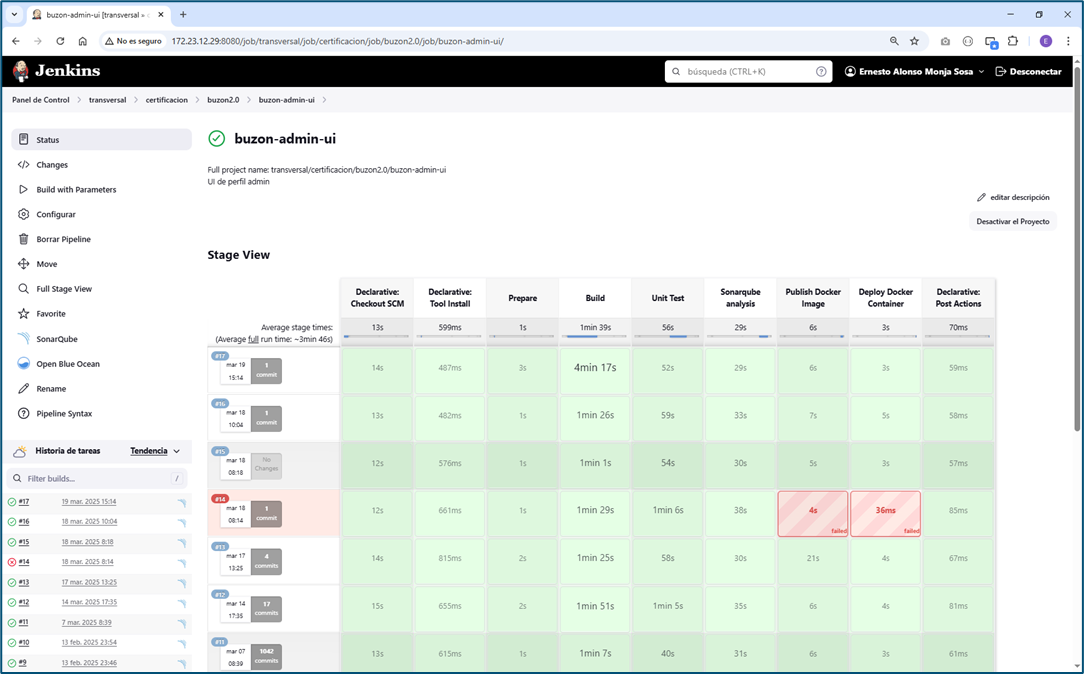 buzon-admin-ui [transversal » c
No es seguro
172.23.12.29:8080/job/transversal/job/certificacion/job/buzon2.0/job/buzon-admin-ui/
E
Jenkins
búsqueda (CTRL+K)
Ernesto Alonso Monja Sosa
Desconectar
Panel de Control > transversal > certificacion > buzon2.0 > buzon-admin-ui >
Status
Changes
Build with Parameters
Configurar
Borrar Pipeline
Move
Full Stage View
Favorite
SonarQube
Open Blue Ocean
Rename
Pipeline Syntax
Historia de tareas
Tendencia
Filter builds...
/
#17 19 mar. 2025 15:14
#16 18 mar. 2025 10:04
#15 18 mar. 2025 8:18
#14 18 mar. 2025 8:14
#13 17 mar. 2025 13:25
#12 14 mar. 2025 17:35
#11 7 mar. 2025 8:39
#10 13 feb. 2025 23:54
#9 13 feb. 2025 23:46
buzon-admin-ui
Full project name: transversal/certificacion/buzon2.0/buzon-admin-ui
UI de perfil admin
editar descripción
Desactivar el Proyecto
Stage View
Declarative: Checkout SCM
Declarative: Tool Install
Prepare
Build
Unit Test
Sonarqube analysis
Publish Docker Image
Deploy Docker Container
Declarative: Post Actions
Average stage times:
(Average full run time: ~3min 46s)
13s 599ms 1s 1min 39s 56s 29s 6s 3s 70ms
#17
mar 19
15:14
1 commit
14s 487ms 3s 4min 17s 52s 29s 6s 3s 59ms
#16
mar 18
10:04
1 commit
13s 482ms 1s 1min 26s 59s 33s 7s 5s 58ms
#15
mar 18
08:18
No Changes
12s 576ms 1s 1min 1s 54s 30s 5s 3s 57ms
#14
mar 18
08:14
1 commit
12s 661ms 1s 1min 29s 1min 6s 38s 4s failed 36ms failed 85ms
#13
mar 17
13:25
4 commits
14s 815ms 1s 1min 25s 58s 30s 21s 4s 67ms
#12
mar 14
17:35
17 commits
15s 655ms 2s 1min 51s 1min 5s 35s 6s 4s 81ms
#11
mar 07
08:39
1042 commits
13s 615ms 1s 1min 7s 40s 31s 6s 3s 61ms